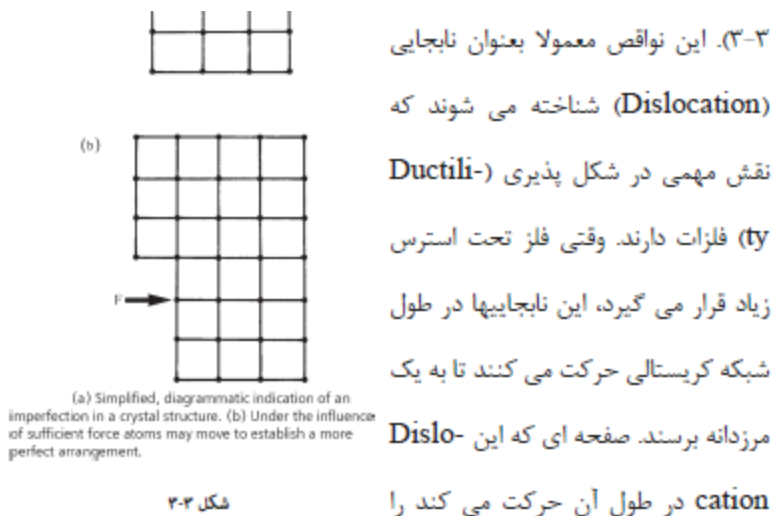 ۳-۳). این نواقص معمولا بعنوان نابجایی
(Dislocation) شناخته می شوند که
نقش مهمی در شکل پذیری (Ductili-
ty) فلزات دارند. وقتی فلز تحت استرس
زیاد قرار می گیرد، این نابجاییها در طول
شبکه کریستالی حرکت می کنند تا به یک
مرزدانه برسند. صفحه ای که این Dislo-
cation در طول آن حرکت می کند را
(b)
F
(a) Simplified, diagrammatic indication of an
imperfection in a crystal structure. (b) Under the influence
of sufficient force atoms may move to establish a more
perfect arrangement.
شکل ۳-۳